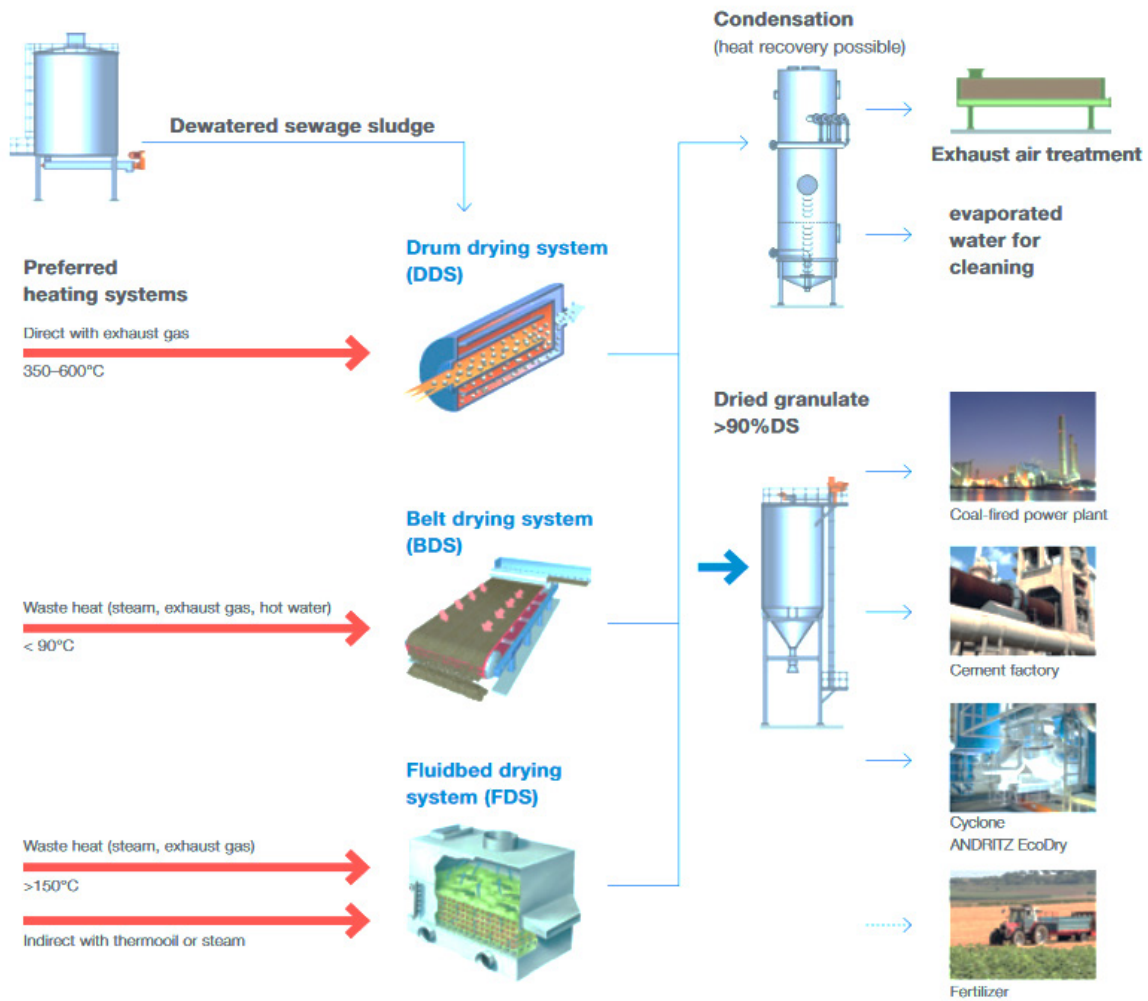 Condensation
(heat recovery possible)
Dewatered sewage sludge
Exhaust air treatment
evaporated
water for
cleaning
Preferred
heating systems
Direct with exhaust gas
350–600°C
Drum drying system
(DDS)
Dried granulate
>90%DS
Coal-fired power plant
Belt drying system
(BDS)
Waste heat (steam, exhaust gas, hot water)
< 90°C
Cement factory
Fluidbed drying
system (FDS)
Waste heat (steam, exhaust gas)
>150°C
Indirect with thermooil or steam
Cyclone
ANDRITZ EcoDry
Fertilizer